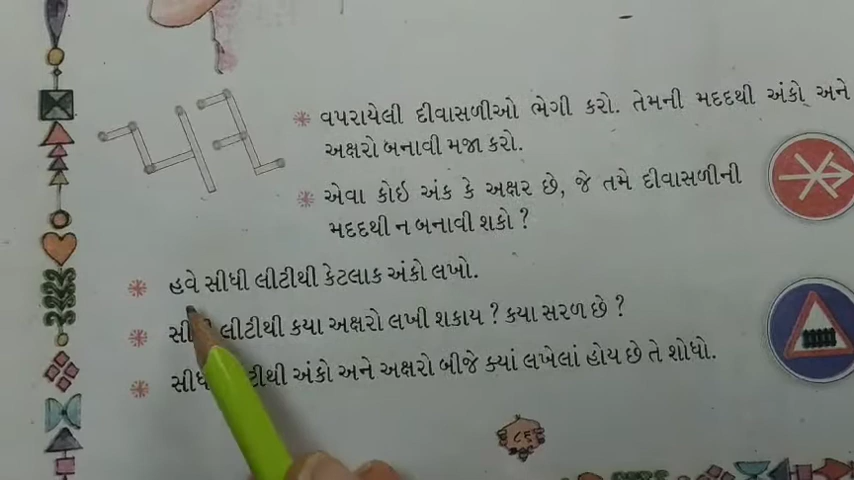 વપરાયેલી દીવાસળીઓ ભેગી કરો. તેમની મદદથી અંકો અને
અક્ષરો બનાવી મજા કરો.
એવા કોઇ અંક કે અક્ષર છે, જે તમે દીવાસળીની
મદદથી ન બનાવી શકો ?
હવે સીધી લીટીથી કેટલાક અંકો લખો.
લીટીથી કયા અક્ષરો લખી શકાય ? કયા સરળ છે ?
અંકો અને અક્ષરો બીજે ક્યાં લખેલાં હોય છે તે શોધો.
૮૬